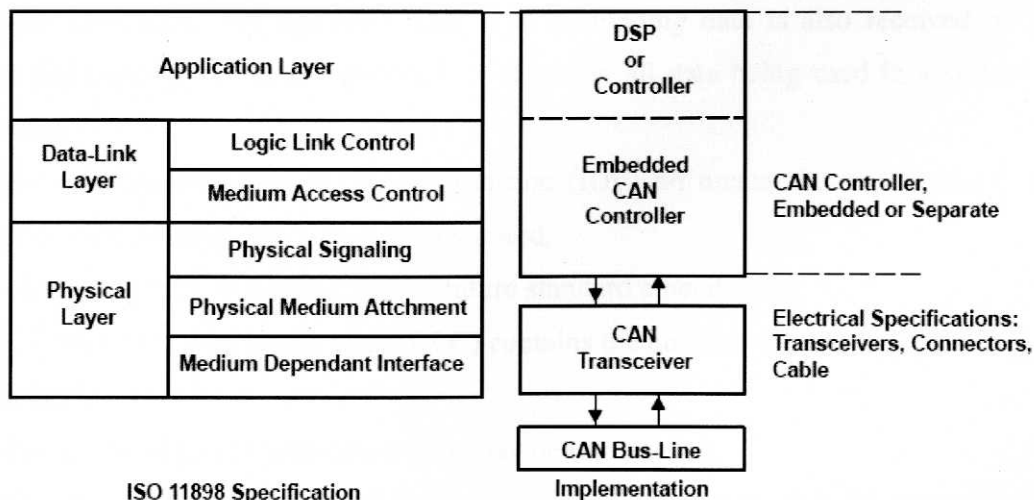 Application Layer
Data-Link
Layer
Logic Link Control
Medium Access Control
Physical
Layer
Physical Signaling
Physical Medium Attchment
Medium Dependant Interface
ISO 11898 Specification
DSP
or
Controller
Embedded
CAN
Controller
CAN
Transceiver
CAN Bus-Line
Implementation
CAN Controller,
Embedded or Separate
Electrical Specifications:
Transceivers, Connectors,
Cable